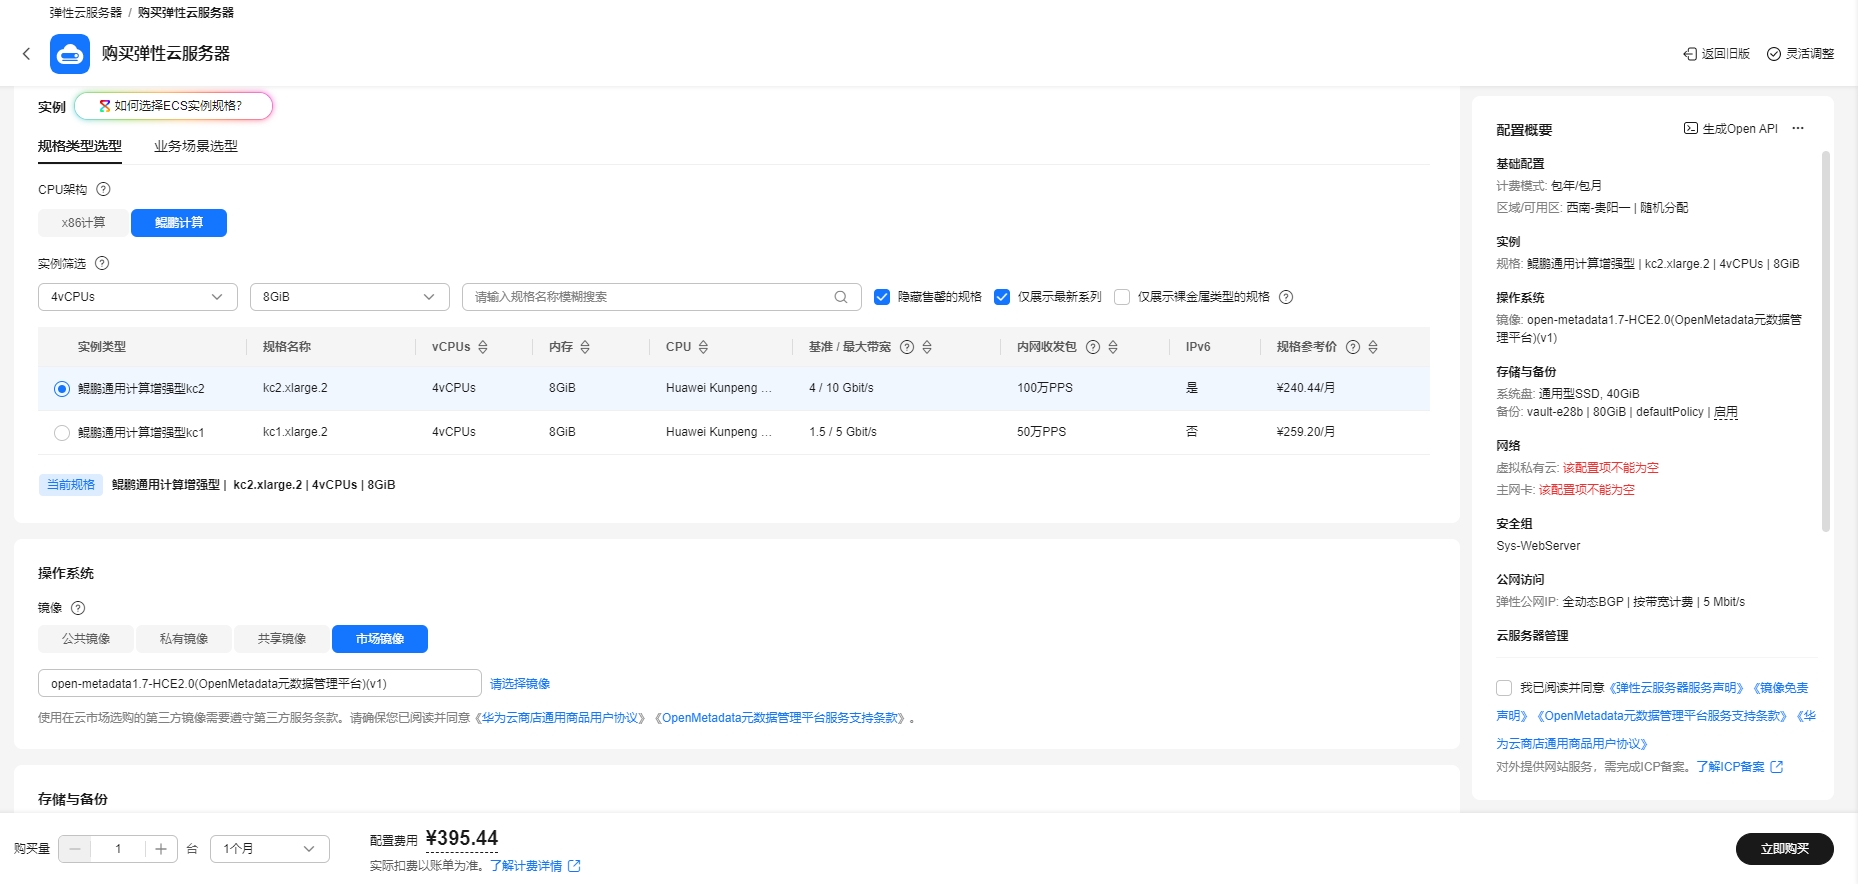 弹性云服务器 / 购买弹性云服务器
购买弹性云服务器
返回旧版 灵活调整
实例 如何选择ECS实例规格?
规格类型选型 业务场景选型
CPU架构
x86计算 鲲鹏计算
实例筛选
4vCPUs 8GiB 请输入规格名称模糊搜索 隐藏售罄的规格 仅展示最新系列 仅展示裸金属类型的规格
实例类型 规格名称 vCPUs 内存 CPU 基准 / 最大带宽 内网收发包 IPv6 规格参考价
鲲鹏通用计算增强型kc2 kc2.xlarge.2 4vCPUs 8GiB Huawei Kunpeng ... 4 / 10 Gbit/s 100万PPS 是 ¥240.44/月
鲲鹏通用计算增强型kc1 kc1.xlarge.2 4vCPUs 8GiB Huawei Kunpeng ... 1.5 / 5 Gbit/s 50万PPS 否 ¥259.20/月
当前规格 鲲鹏通用计算增强型 | kc2.xlarge.2 | 4vCPUs | 8GiB
操作系统
镜像
公共镜像 私有镜像 共享镜像 市场镜像
open-metadata1.7-HCE2.0(OpenMetadata元数据管理平台)(v1) 请选择镜像
使用在云市场选购的第三方镜像需要遵守第三方服务条款。请确保您已阅读并同意《华为云商店通用商品用户协议》《OpenMetadata元数据管理平台服务支持条款》。
存储与备份
配置概要 生成Open API ···
基础配置
计费模式: 包年/包月
区域/可用区: 西南-贵阳一 | 随机分配
实例
规格: 鲲鹏通用计算增强型 | kc2.xlarge.2 | 4vCPUs | 8GiB
操作系统
镜像: open-metadata1.7-HCE2.0(OpenMetadata元数据管
理平台)(v1)
存储与备份
系统盘: 通用型SSD, 40GiB
备份: vault-e28b | 80GiB | defaultPolicy | 启用
网络
虚拟私有云: 该配置项不能为空
主网卡: 该配置项不能为空
安全组
Sys-WebServer
公网访问
弹性公网IP: 全动态BGP | 按带宽计费 | 5 Mbit/s
云服务器管理
我已阅读并同意《弹性云服务器服务声明》《镜像免责
声明》《OpenMetadata元数据管理平台服务支持条款》《华
为云商店通用商品用户协议》
对外提供网站服务，需完成ICP备案。了解ICP备案
购买量 1 台 1个月 配置费用 ¥395.44
实际扣费以账单为准。了解计费详情
立即购买